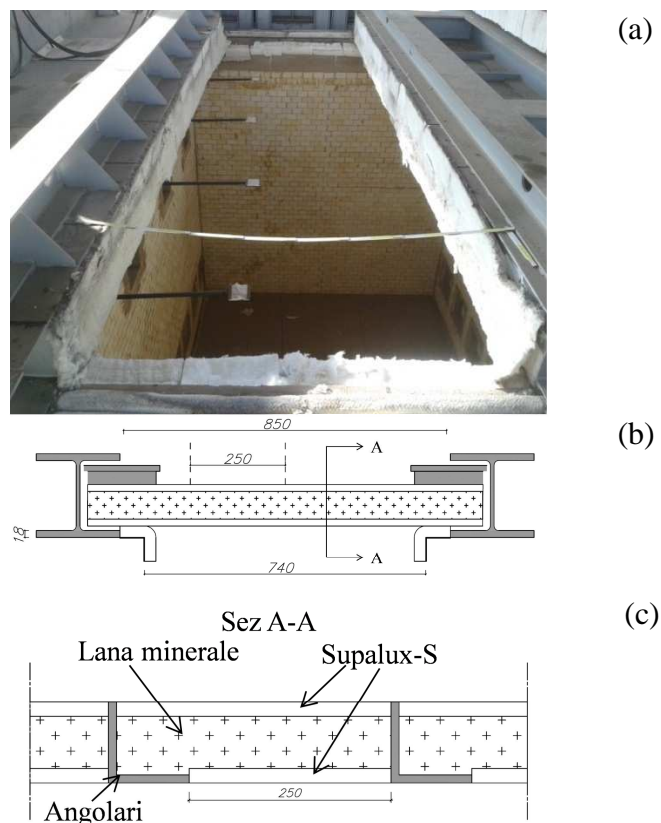 (a)
850
(b)
250
A
18
A
740
(c)
Sez A-A
Lana minerale
Supalux-S
250
Angolari